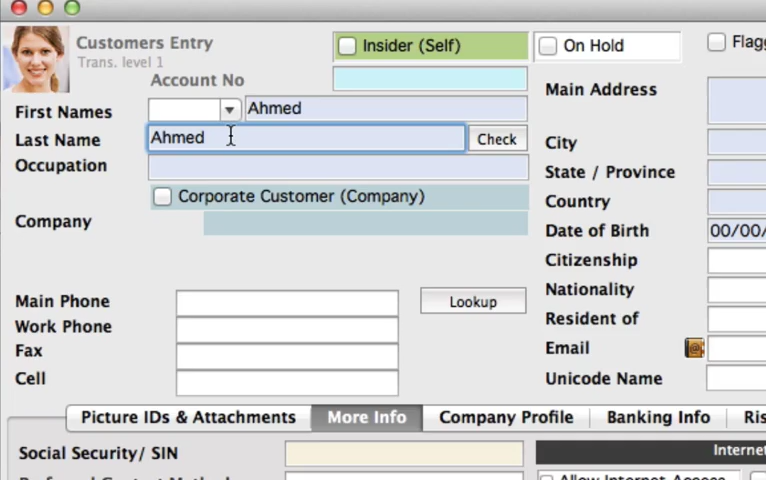 Customers Entry
Trans. level 1
Insider (Self)
On Hold
Account No
Main Address
First Names
Ahmed
Last Name
Ahmed
Check
City
Occupation
State / Province
Corporate Customer (Company)
Country
Company
Date of Birth
00/00/
Citizenship
Nationality
Main Phone
Lookup
Work Phone
Resident of
Fax
Email
Cell
Unicode Name
Picture IDs & Attachments
More Info
Company Profile
Banking Info
Social Security/ SIN